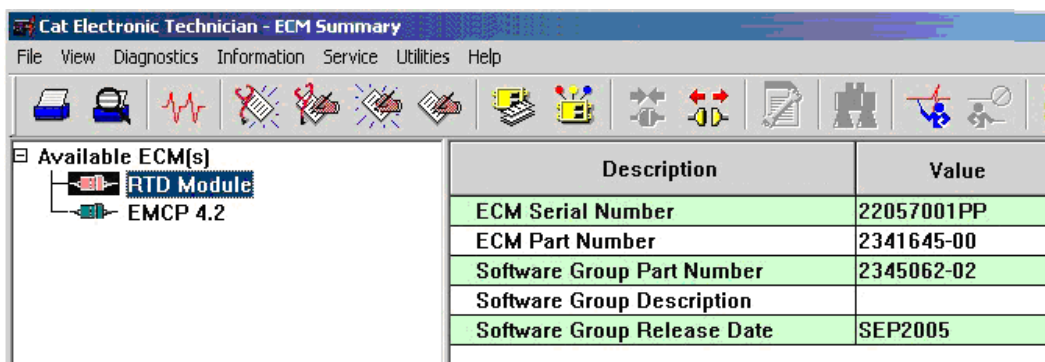 Cat Electronic Technician - ECM Summary
File View Diagnostics Information Service Utilities Help
Available ECM(s)
RTD Module
EMCP 4.2
Description Value
ECM Serial Number 22057001PP
ECM Part Number 2341645-00
Software Group Part Number 2345062-02
Software Group Description
Software Group Release Date SEP2005